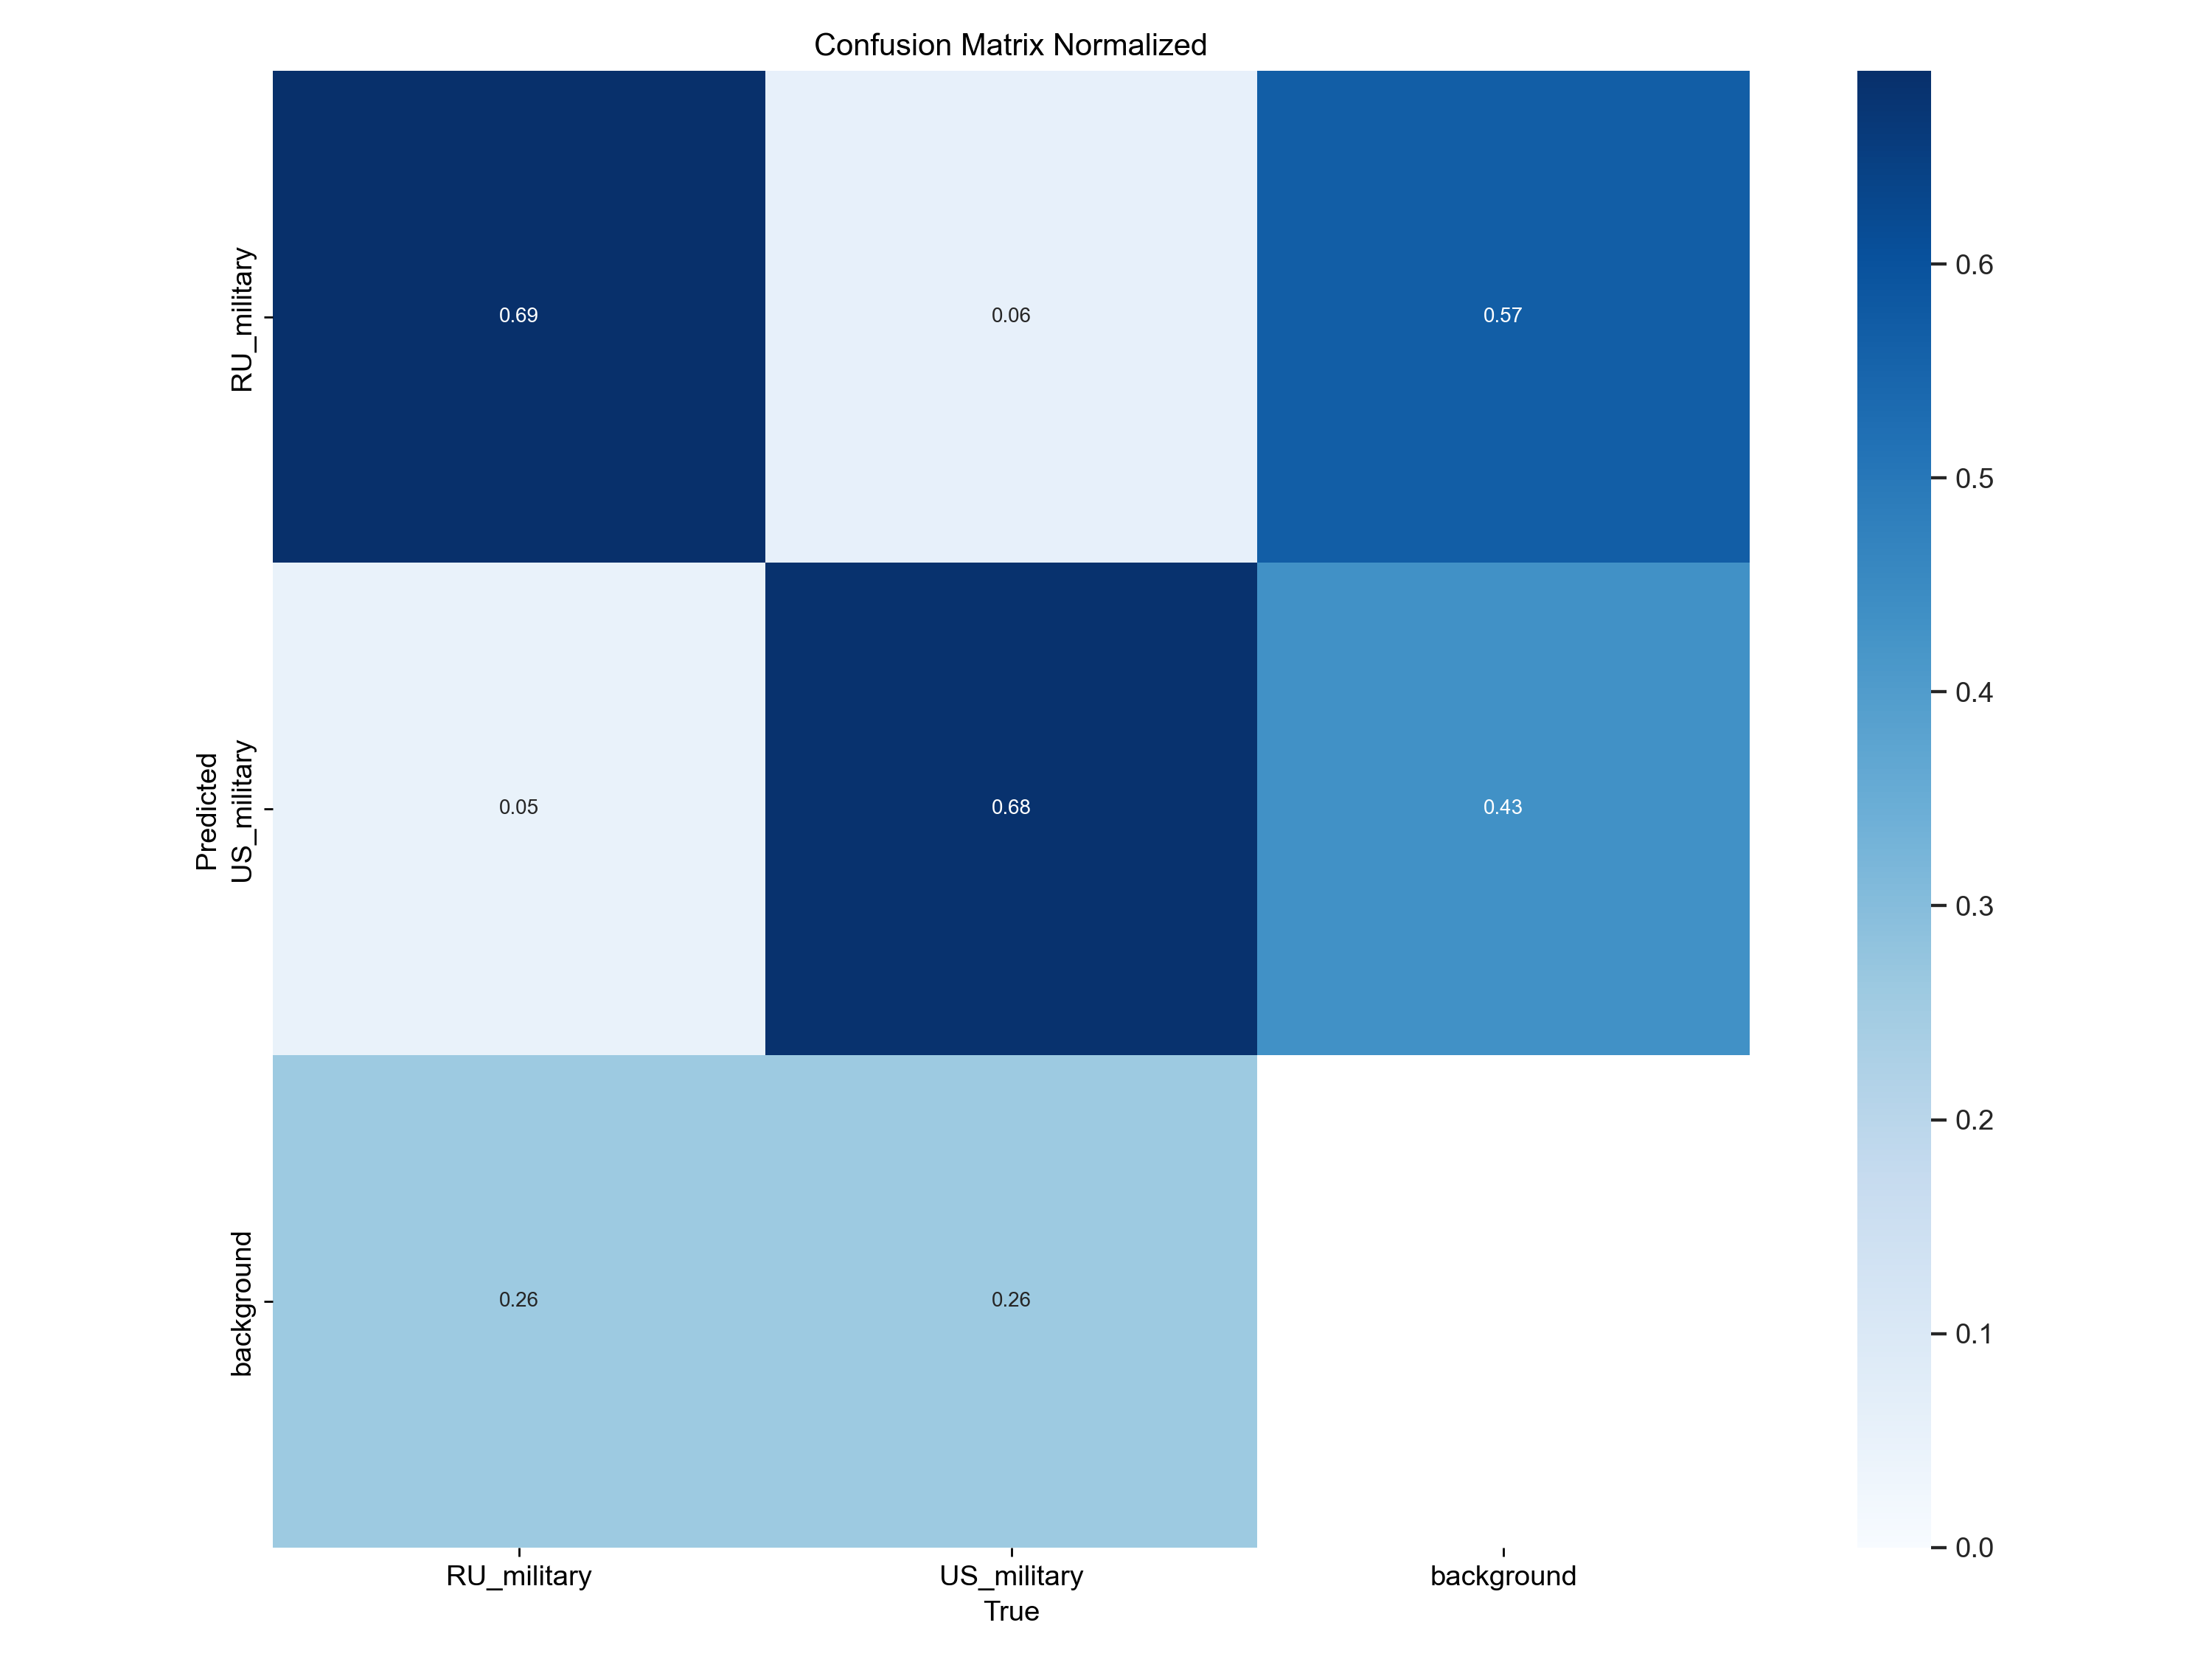 Confusion Matrix Normalized
RU_military
0.69
0.06
0.57
US_military
0.05
0.68
0.43
background
0.26
0.26
Predicted
RU_military
US_military
background
True
0.6
0.5
0.4
0.3
0.2
0.1
0.0